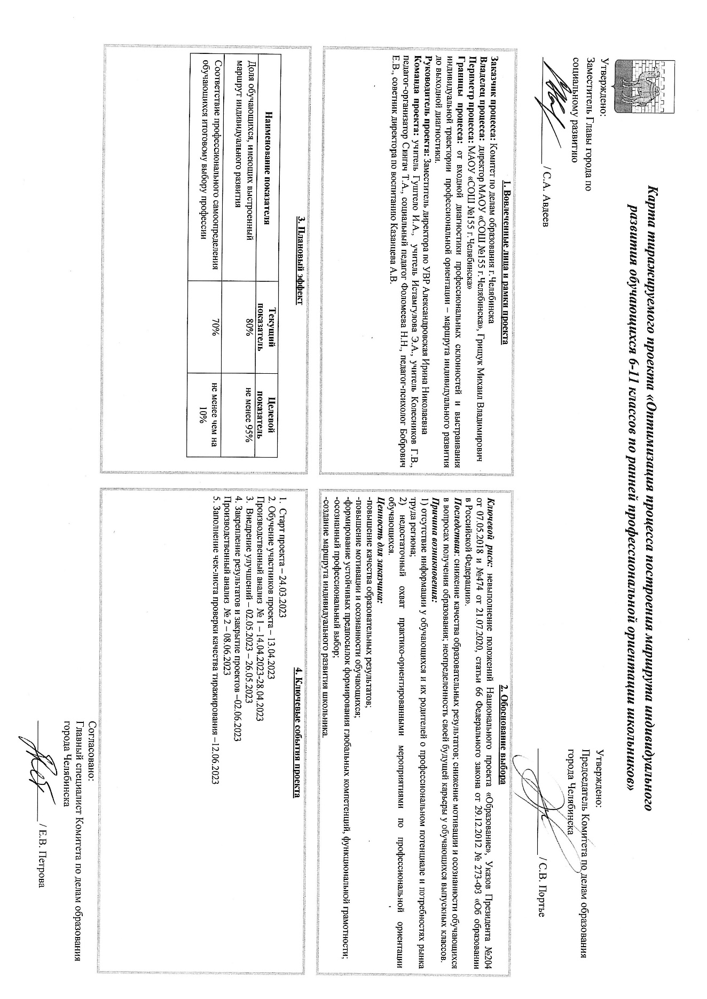 Карта тиражируемого проекта «Оптимизация процесса построения маршрута индивидуального
развития обучающихся 6-11 классов по ранней профессиональной ориентации школьников»
Утверждено:
Заместитель Главы города по
социальному развитию
/ С.А. Авдеев
Утверждено:
Председатель Комитета по делам образования
города Челябинска
/ С.В. Портье
1. Вовлеченные лица и рамки проекта
Заказчик процесса: Комитет по делам образования г.Челябинска
Владелец процесса: директор МАОУ «СОШ №155 г.Челябинска», Грищук Михаил Владимирович
Периметр процесса: МАОУ «СОШ №155 г.Челябинска»
Границы процесса: от входной диагностики профессиональных склонностей и выстраивания
индивидуальной траектории профессиональной ориентации – маршрута индивидуального развития
до выходной диагностики.
Руководитель проекта: Заместитель директора по УВР Александровская Ирина Николаевна
Команда проекта: учитель Гуштело И.А., учитель Истамгулова Э.А., учитель Колесников Г.В.,
педагог-организатор Сингач Т.А., социальный педагог Фоломеева Н.Н., педагог-психолог Бобрович
Е.В., советник директора по воспитанию Казанцева А.В.
2. Обоснование выбора
Ключевой риск: невыполнение положений Национального проекта «Образование», Указов Президента №204
от 07.05.2018 и №474 от 21.07.2020, статьи 66 Федерального закона от 29.12.2012 № 273-ФЗ «Об образовании
в Российской Федерации».
Последствия: снижение качества образовательных результатов; снижение мотивации и осознанности обучающихся
в вопросах получения образования; неопределенность своей будущей карьеры у обучающихся выпускных классов.
Причина возникновения:
1) отсутствие информации у обучающихся и их родителей о профессиональном потенциале и потребностях рынка
труда региона;
2) недостаточный охват практико-ориентированными мероприятиями по профессиональной ориентации
обучающихся.
Ценность для заказчика:
-повышение качества образовательных результатов;
-повышение мотивации и осознанности обучающихся;
-формирование устойчивых предпосылок формирования глобальных компетенций, функциональной грамотности;
-осознанный профессиональный выбор;
-создание маршрута индивидуального развития школьника.
3. Плановый эффект
Наименование показателя
Текущий
показатель
Целевой
показатель
Доля обучающихся, имеющих выстроенный
маршрут индивидуального развития
80%
не менее 95%
Соответствие профессионального самоопределения
обучающихся итоговому выбору профессии
70%
не менее чем на
10%
4. Ключевые события проекта
1. Старт проекта – 24.03.2023
2. Обучение участников проекта – 13.04.2023
Производственный анализ № 1 – 14.04.2023-28.04.2023
3. Внедрение улучшений – 02.05.2023 – 26.05.2023
4. Закрепление результатов и закрытие проектов –02.06.2023
Производственный анализ № 2 – 08.06.2023
5. Заполнение чек-листа проверки качества тиражирования –12.06.2023
Согласовано:
Главный специалист Комитета по делам образования
города Челябинска
/ Е.В. Петрова